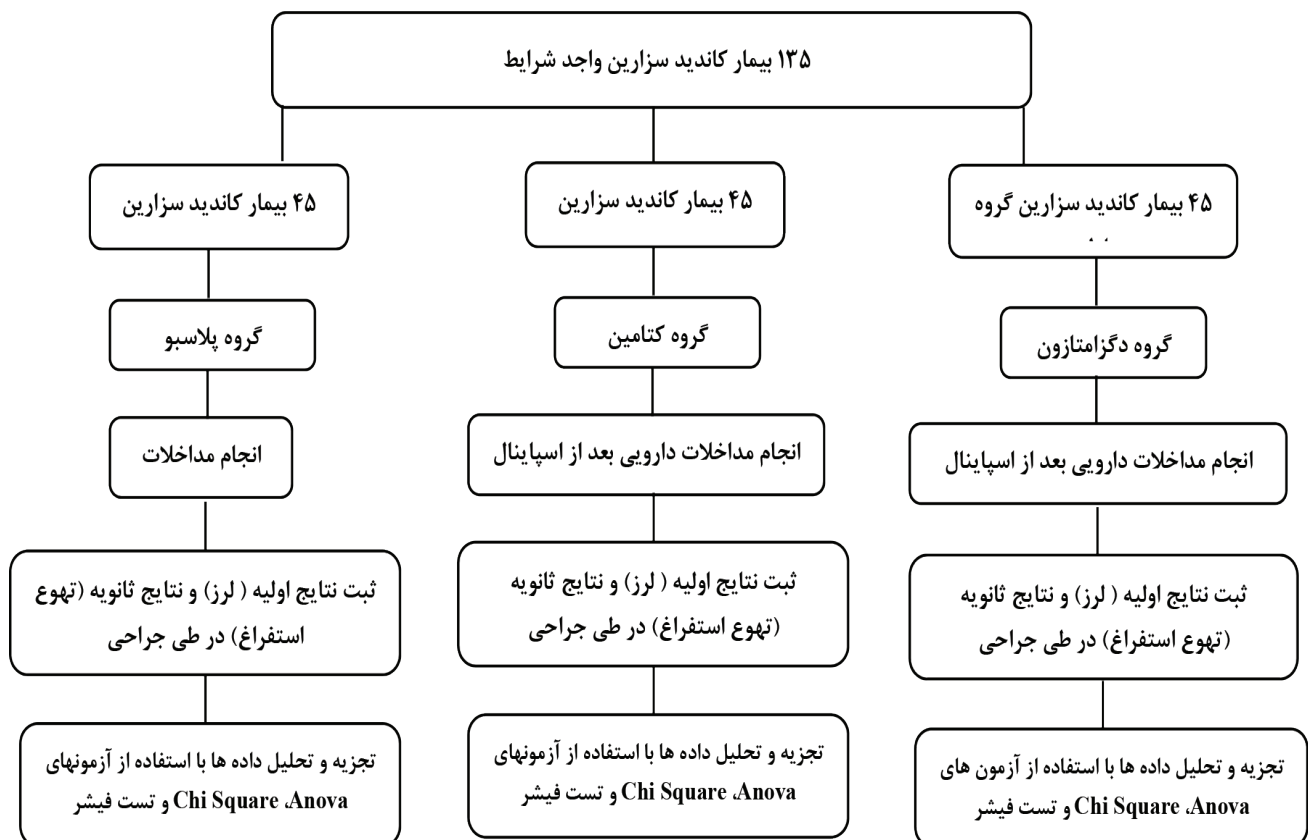 ۱۳۵ بیمار کاندید سزارین واجد شرایط
۴۵ بیمار کاندید سزارین گروه
۴۵ بیمار کاندید سزارین
۴۵ بیمار کاندید سزارین
گروه دگزامتازون
گروه کتامین
گروه پلاسبو
انجام مداخلات دارویی بعد از اسپاینال
انجام مداخلات دارویی بعد از اسپاینال
انجام مداخلات
ثبت نتایج اولیه ( لرز) و نتایج ثانویه
(تهوع استفراغ) در طی جراحی
ثبت نتایج اولیه ( لرز) و نتایج ثانویه
(تهوع استفراغ) در طی جراحی
ثبت نتایج اولیه ( لرز) و نتایج ثانویه (تهوع
استفراغ) در طی جراحی
تجزیه و تحلیل داده ها با استفاده از آزمون های
Chi Square ،Anova و تست فیشر
تجزیه و تحلیل داده ها با استفاده از آزمونهای
Chi Square ،Anova و تست فیشر
تجزیه و تحلیل داده ها با استفاده از آزمونهای
Chi Square ،Anova و تست فیشر